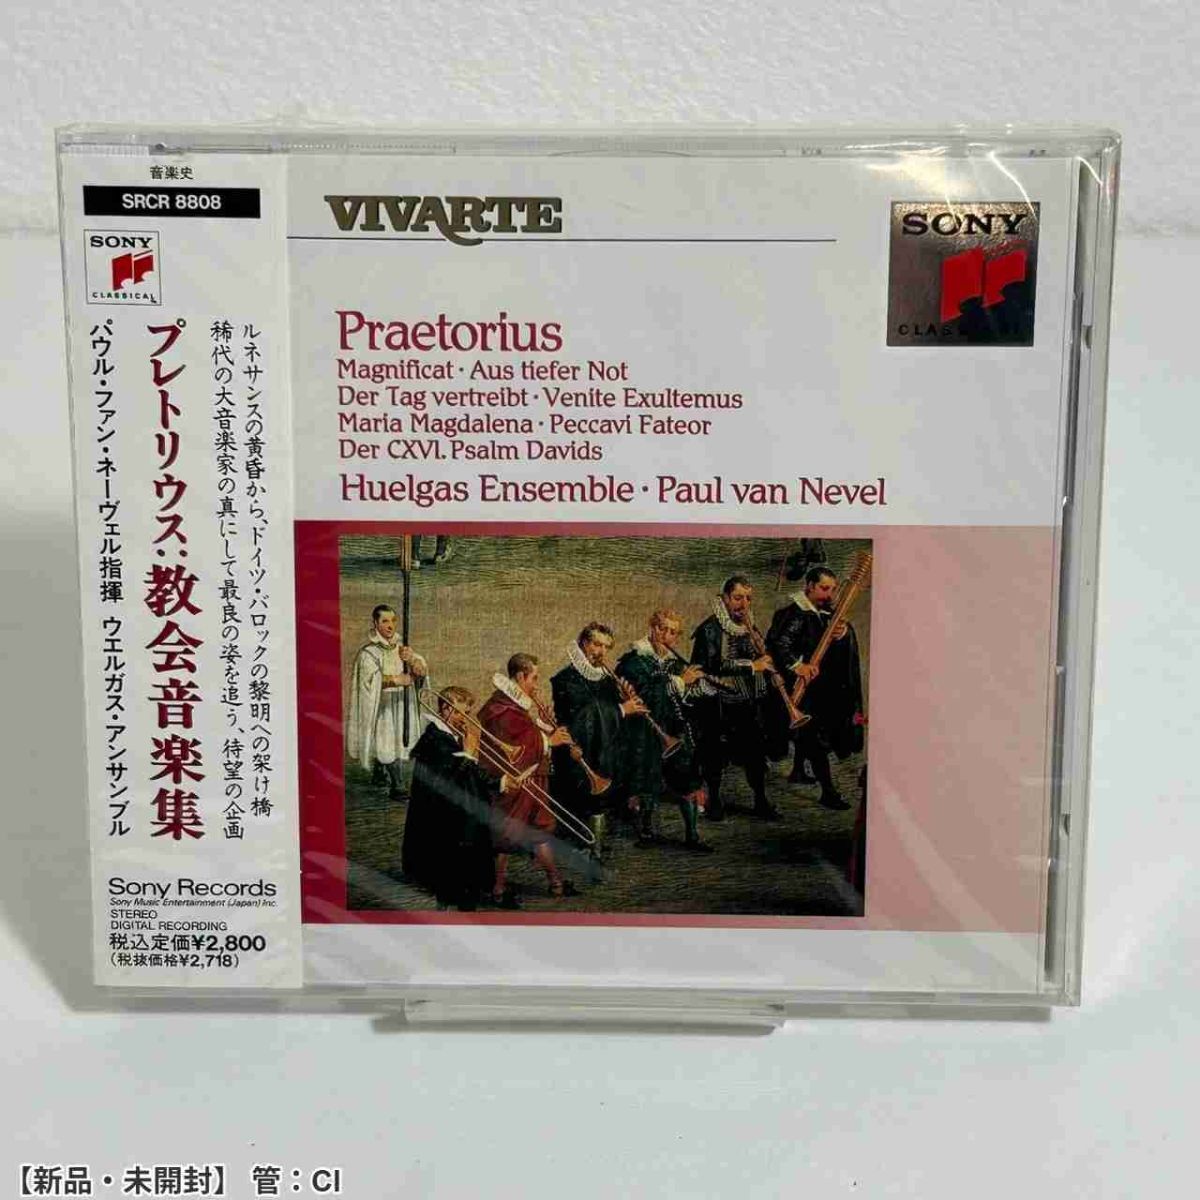 音楽史
SRCR 8808
SONY
CLASSICAL
ルネサンスの黄昏から、ドイツ・バロックの黎明への架け橋
稀代の大音楽家の真にして最良の姿を追う、待望の企画
プレトリウス:教会音楽集
パウル・ファン・ネーヴェル指揮 ウエルガス・アンサンブル
Sony Records
Sony Music Entertainment (Japan) Inc.
STEREO
DIGITAL RECORDING
税込定価¥2,800
(税抜価格¥2,718)
VIVARTE
SONY
CLASSICAL
Praetorius
Magnificat · Aus tiefer Not
Der Tag vertreibt · Venite Exultemus
Maria Magdalena · Peccavi Fateor
Der CXVI. Psalm Davids
Huelgas Ensemble · Paul van Nevel
【新品・未開封】 管:CI